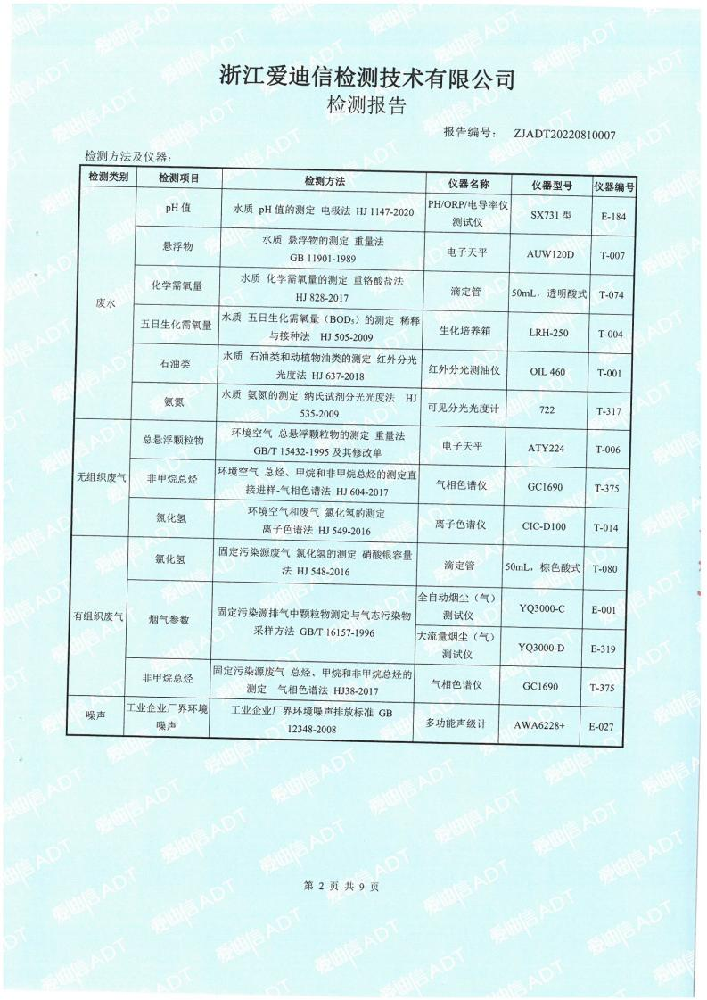 浙江爱迪信检测技术有限公司
检测报告
报告编号： ZJADT20220810007
检测方法及仪器：
检测类别 检测项目 检测方法 仪器名称 仪器型号 仪器编号
废水
pH 值 水质 pH 值的测定 电极法 HJ 1147-2020 PH/ORP/电导率仪
测试仪 SX731 型 E-184
悬浮物 水质 悬浮物的测定 重量法
GB 11901-1989 电子天平 AUW120D T-007
化学需氧量 水质 化学需氧量的测定 重铬酸盐法
HJ 828-2017 滴定管 50mL，透明酸式 T-074
五日生化需氧量 水质 五日生化需氧量（BOD₅）的测定 稀释
与接种法 HJ 505-2009 生化培养箱 LRH-250 T-004
石油类 水质 石油类和动植物油类的测定 红外分光
光度法 HJ 637-2018 红外分光测油仪 OIL 460 T-001
氨氮 水质 氨氮的测定 纳氏试剂分光光度法 HJ
535-2009 可见分光光度计 722 T-317
无组织废气
总悬浮颗粒物 环境空气 总悬浮颗粒物的测定 重量法
GB/T 15432-1995 及其修改单 电子天平 ATY224 T-006
非甲烷总烃 环境空气 总烃、甲烷和非甲烷总烃的测定直
接进样-气相色谱法 HJ 604-2017 气相色谱仪 GC1690 T-375
氯化氢 环境空气和废气 氯化氢的测定
离子色谱法 HJ 549-2016 离子色谱仪 CIC-D100 T-014
有组织废气
氯化氢 固定污染源废气 氯化氢的测定 硝酸银容量
法 HJ 548-2016 滴定管 50mL，棕色酸式 T-080
烟气参数 固定污染源排气中颗粒物测定与气态污染物
采样方法 GB/T 16157-1996
全自动烟尘（气）
测试仪 YQ3000-C E-001
大流量烟尘（气）
测试仪 YQ3000-D E-319
非甲烷总烃 固定污染源废气 总烃、甲烷和非甲烷总烃的
测定 气相色谱法 HJ38-2017 气相色谱仪 GC1690 T-375
噪声 工业企业厂界环境
噪声 工业企业厂界环境噪声排放标准 GB
12348-2008 多功能声级计 AWA6228+ E-027
第 2 页 共 9 页
爱迪信ADT